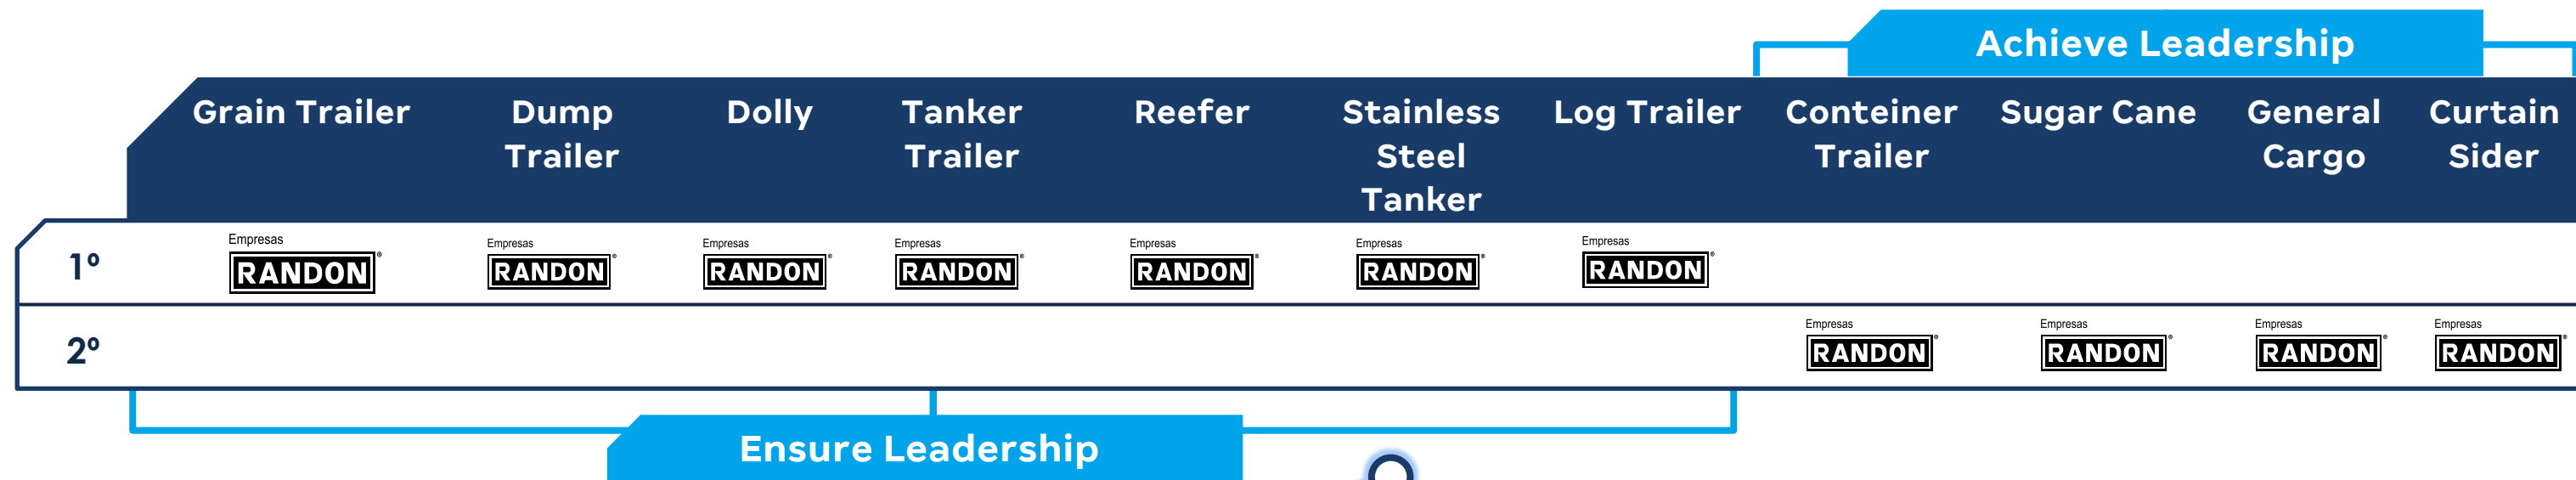 Achieve Leadership
Grain Trailer
Dump
Trailer
Dolly
Tanker
Trailer
Reefer
Stainless
Steel
Tanker
Log Trailer
Conteiner
Trailer
Sugar Cane
General
Cargo
Curtain
Sider
1º
Empresas
RANDON®
Empresas
RANDON®
Empresas
RANDON®
Empresas
RANDON®
Empresas
RANDON®
Empresas
RANDON®
Empresas
RANDON®
2º
Empresas
RANDON®
Empresas
RANDON®
Empresas
RANDON®
Empresas
RANDON®
Ensure Leadership